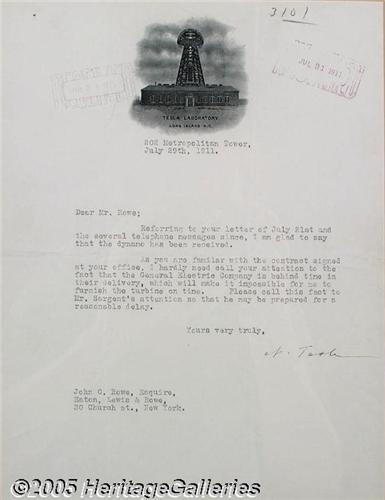 3101
JUL 31 1911
TESLA LABORATORY
LONG ISLAND N.Y.
202 Metropolitan Tower,
July 29th, 1911.
Dear Mr. Rowe;
Referring to your letter of July 21st and
the several telephone messages since, I am glad to say
that the dynamo has been received.
As you are familiar with the contract signed
at your office, I hardly need call your attention to the
fact that the General Electric Company is behind time in
their delivery, which will make it impossible for me to
furnish the turbine on time. Please call this fact to
Mr. Sargent's attention so that he may be prepared for a
reasonable delay.
Yours very truly,
N. Tesla
John C. Rowe, Esquire,
Eaton, Lewis & Rowe,
30 Church st., New York.
©2005 HeritageGalleries